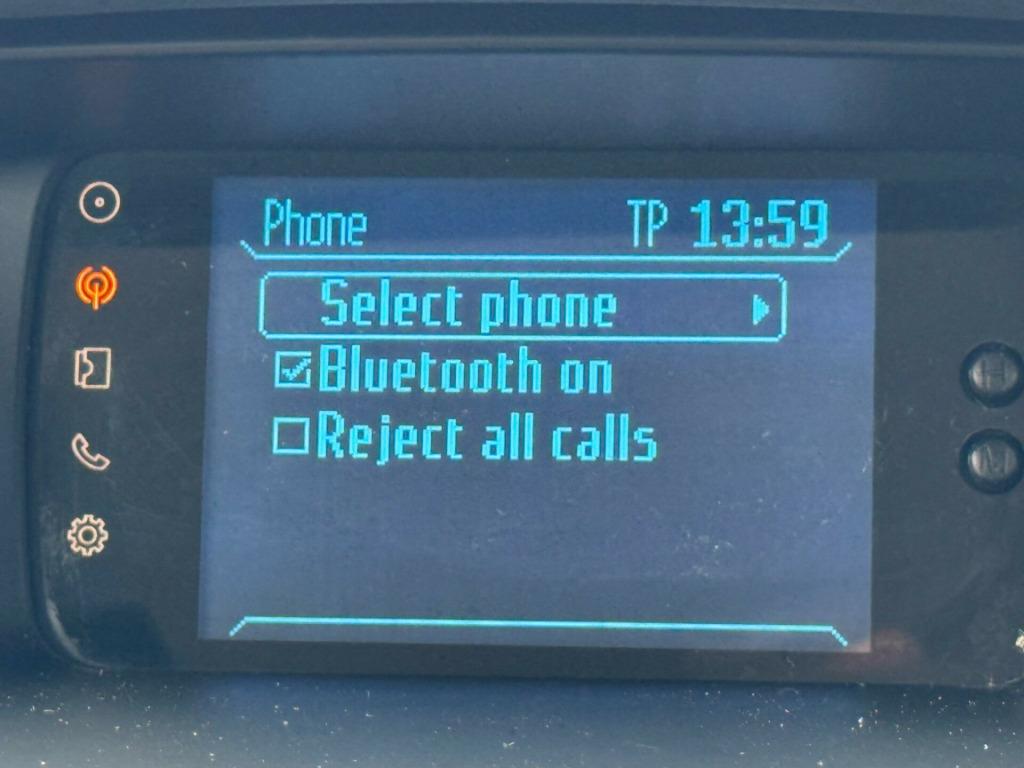 Phone TP 13:59
Select phone
Bluetooth on
Reject all calls
H
M